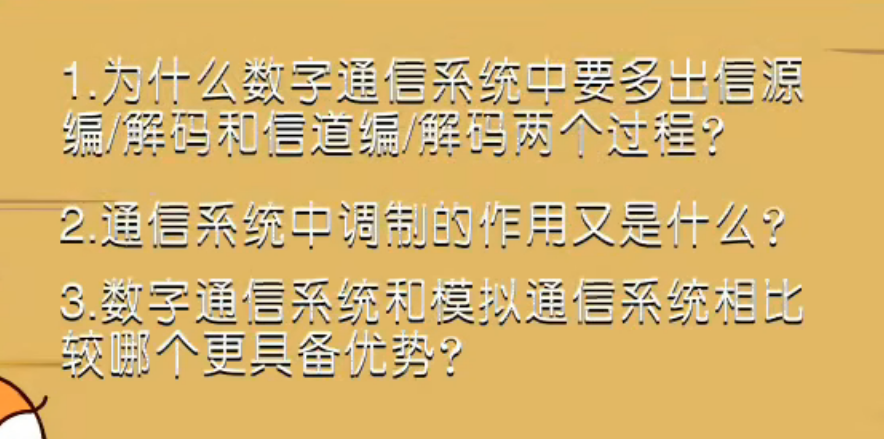 1.为什么数字通信系统中要多出信源
编/解码和信道编/解码两个过程？
2.通信系统中调制的作用又是什么？
3.数字通信系统和模拟通信系统相比
较哪个更具备优势？